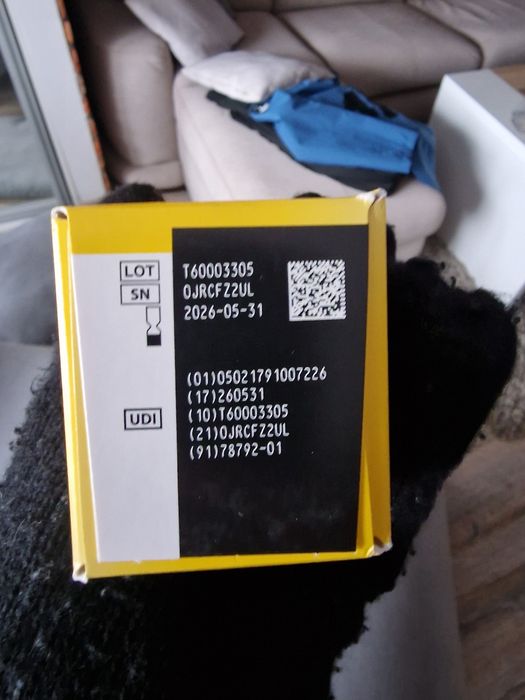 LOT T60003305
SN 0JRCFZ2UL
2026-05-31
(01)05021791007226
(17)260531
UDI (10)T60003305
(21)0JRCFZ2UL
(91)78792-01